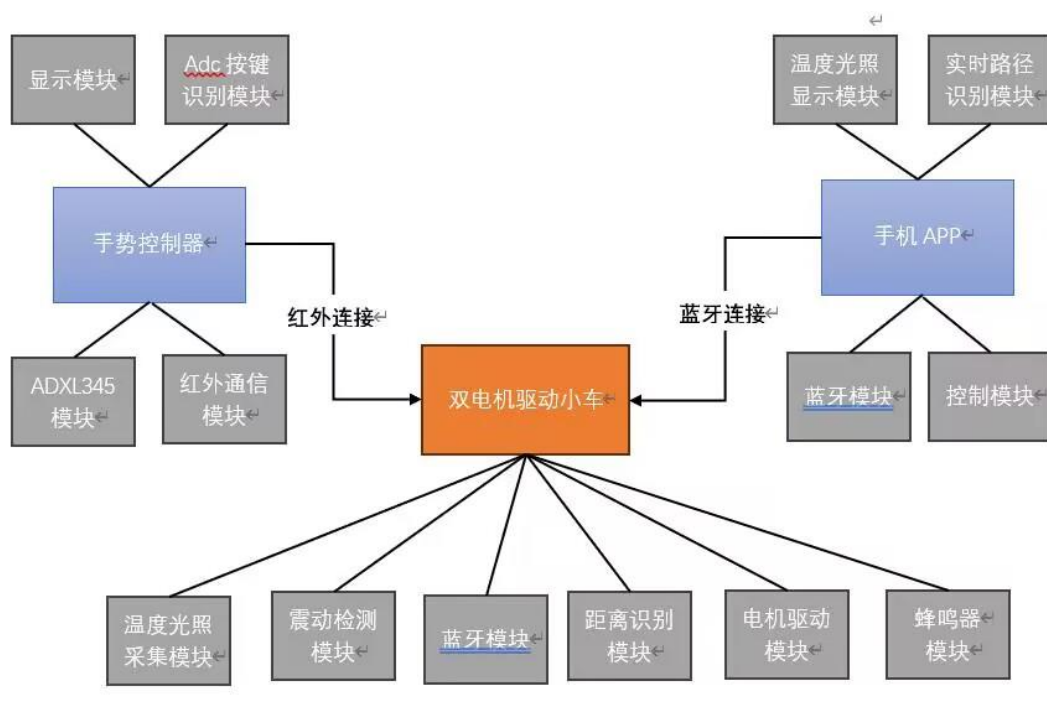 显示模块
Adc按键
识别模块
温度光照
显示模块
实时路径
识别模块
手势控制器
手机 APP
红外连接
蓝牙连接
ADXL345
模块
红外通信
模块
双电机驱动小车
蓝牙模块
控制模块
温度光照
采集模块
震动检测
模块
蓝牙模块
距离识别
模块
电机驱动
模块
蜂鸣器
模块